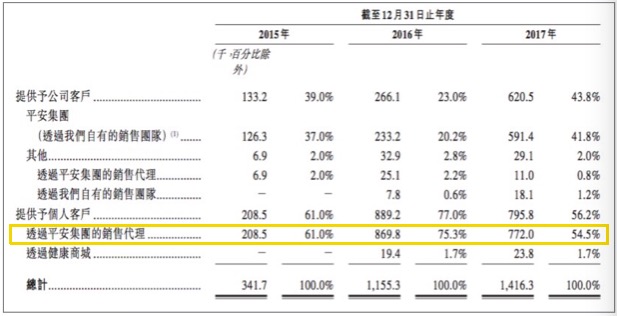 截至12月31日止年度
2015年 2016年 2017年
(千,百分比除
外)
提供予公司客戶 133.2 39.0% 266.1 23.0% 620.5 43.8%
平安集團
(透過我們自有的銷售團隊)(1) 126.3 37.0% 233.2 20.2% 591.4 41.8%
其他 6.9 2.0% 32.9 2.8% 29.1 2.0%
透過平安集團的銷售代理 6.9 2.0% 25.1 2.2% 11.0 0.8%
透過我們自有的銷售團隊 – – 7.8 0.6% 18.1 1.2%
提供予個人客戶 208.5 61.0% 889.2 77.0% 795.8 56.2%
透過平安集團的銷售代理 208.5 61.0% 869.8 75.3% 772.0 54.5%
透過健康商城 – – 19.4 1.7% 23.8 1.7%
總計 341.7 100.0% 1,155.3 100.0% 1,416.3 100.0%